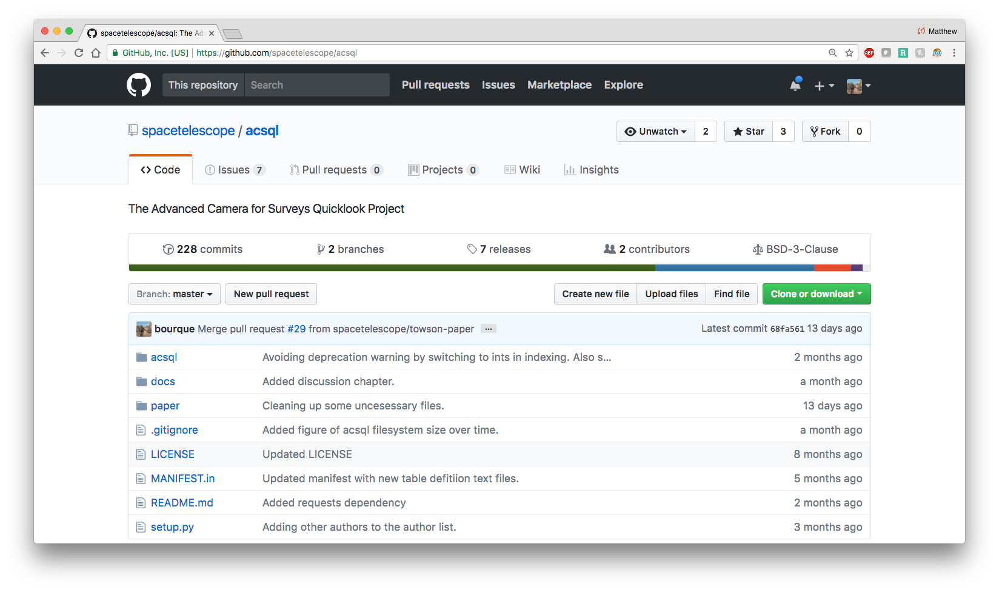 spacetelescope/acsql: The Adv
Matthew
GitHub, Inc. [US] https://github.com/spacetelescope/acsql
ABP R
This repository Search Pull requests Issues Marketplace Explore
spacetelescope / acsql
Unwatch 2 Star 3 Fork 0
Code Issues 7 Pull requests 0 Projects 0 Wiki Insights
The Advanced Camera for Surveys Quicklook Project
228 commits 2 branches 7 releases 2 contributors BSD-3-Clause
Branch: master New pull request Create new file Upload files Find file Clone or download
bourque Merge pull request #29 from spacetelescope/towson-paper ... Latest commit 68fa561 13 days ago
acsql Avoiding deprecation warning by switching to ints in indexing. Also s... 2 months ago
docs Added discussion chapter. a month ago
paper Cleaning up some uncesessary files. 13 days ago
.gitignore Added figure of acsql filesystem size over time. a month ago
LICENSE Updated LICENSE 8 months ago
MANIFEST.in Updated manifest with new table defitiion text files. 5 months ago
README.md Added requests dependency 2 months ago
setup.py Adding other authors to the author list. 3 months ago